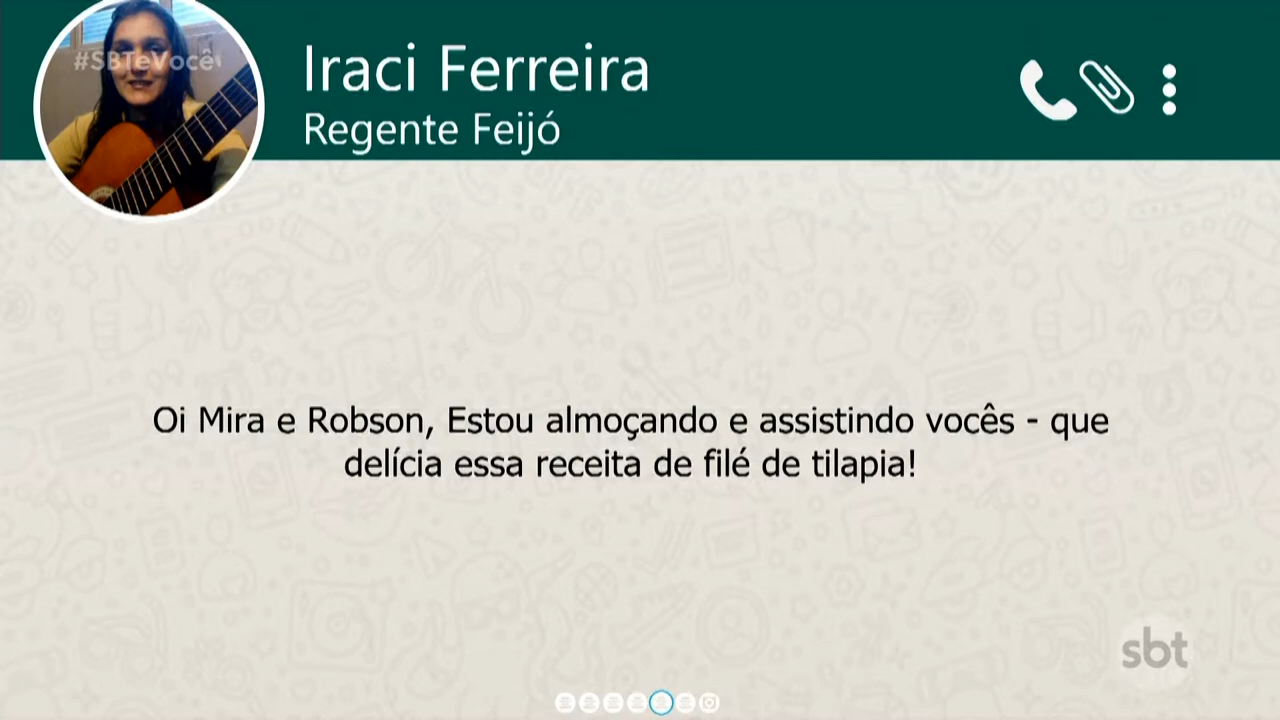 #SBTeVocê
Iraci Ferreira
Regente Feijó
Oi Mira e Robson, Estou almoçando e assistindo vocês - que
delícia essa receita de filé de tilapia!
sbt